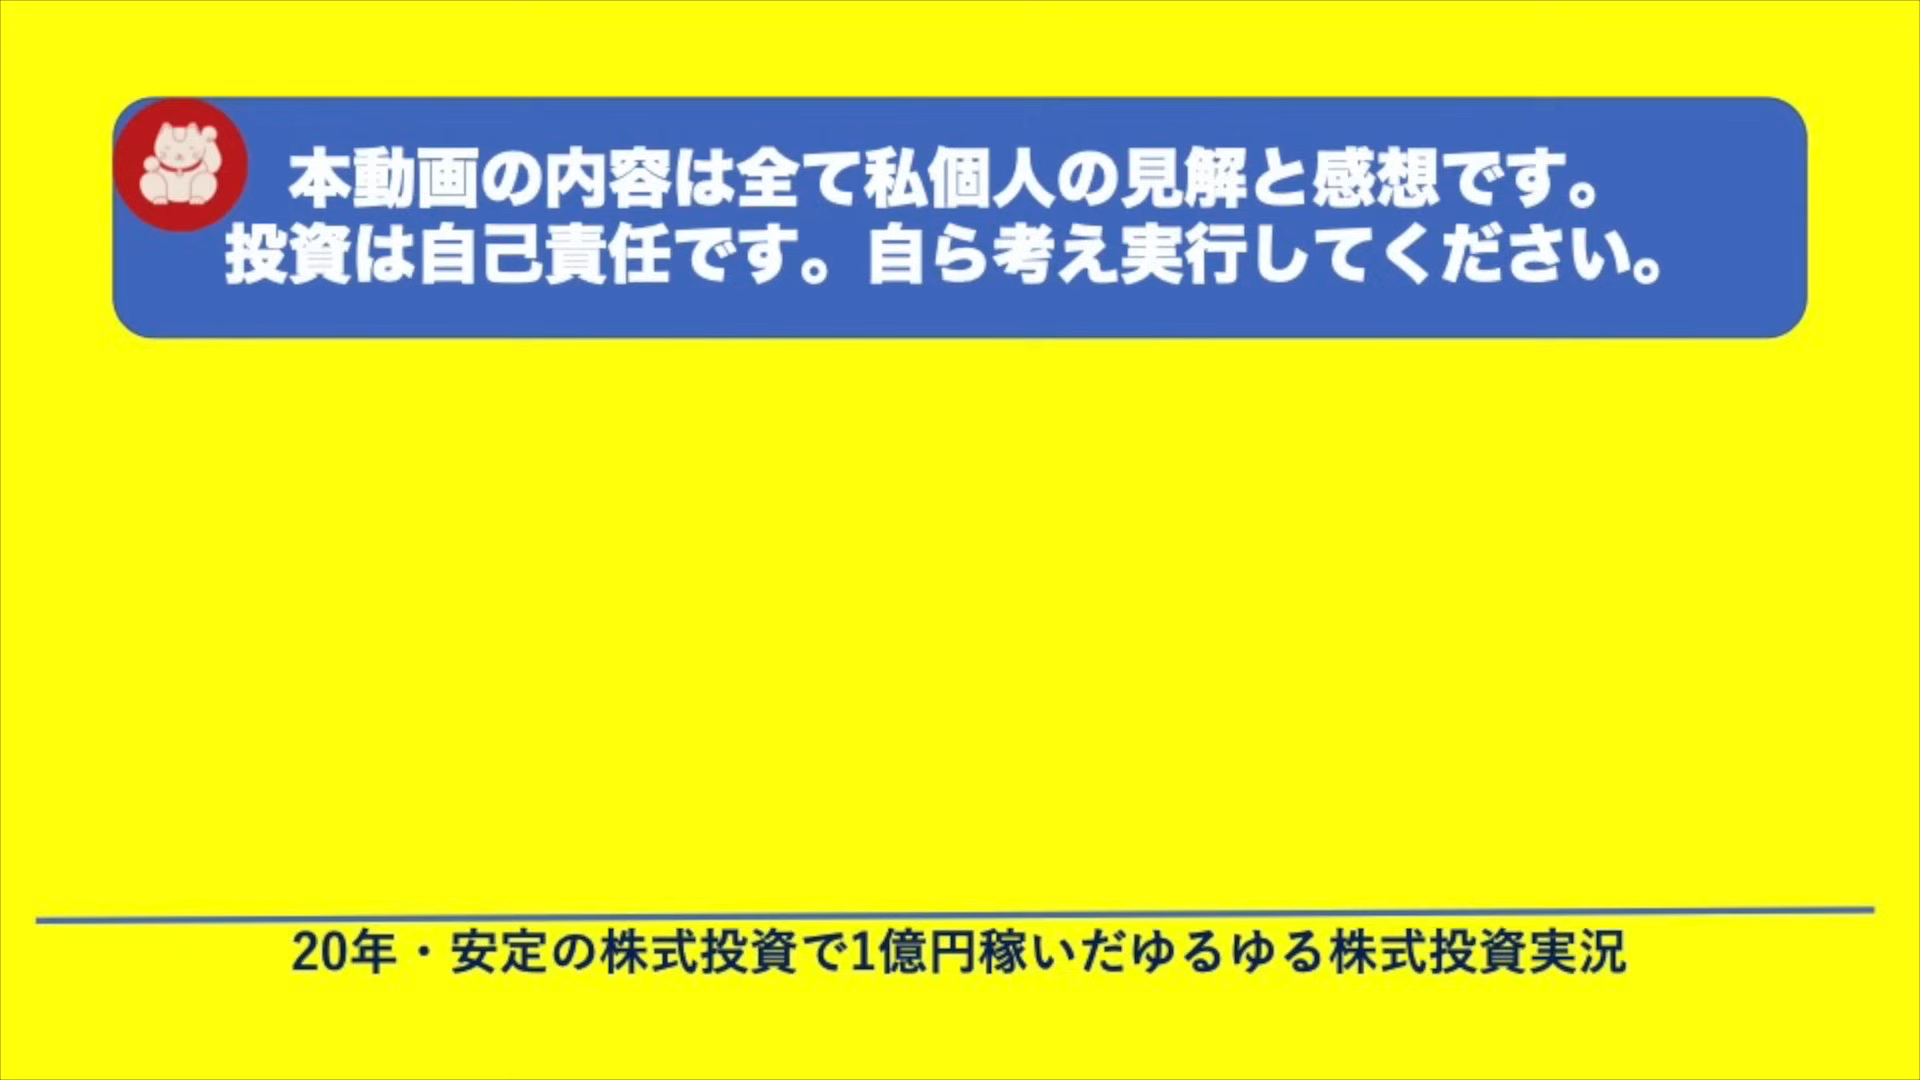 本動画の内容は全て私個人の見解と感想です。
投資は自己責任です。自ら考え実行してください。
20年・安定の株式投資で1億円稼いだゆるゆる株式投資実況